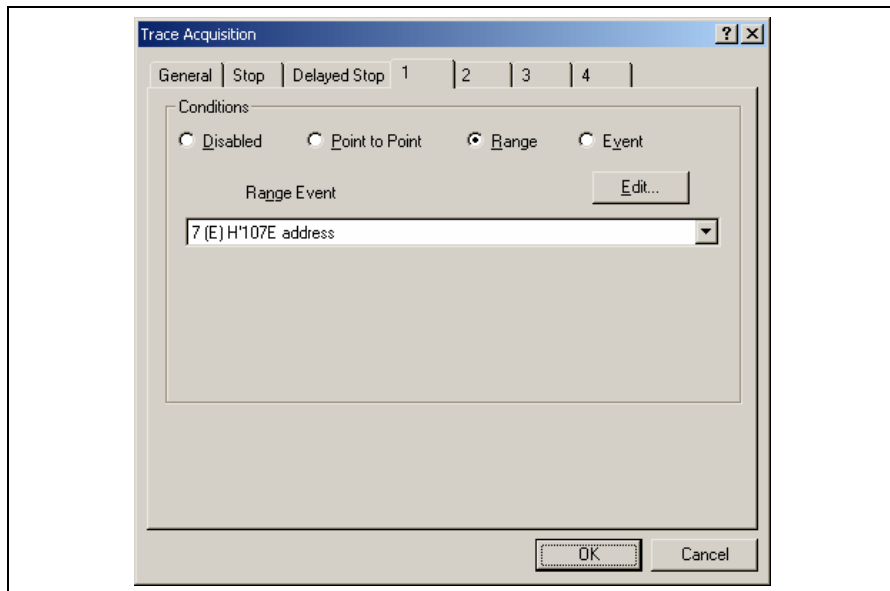 Trace Acquisition
General Stop Delayed Stop 1 2 3 4
Conditions
Disabled Point to Point Range Event
Range Event Edit...
7 (E) H'107E address
OK Cancel